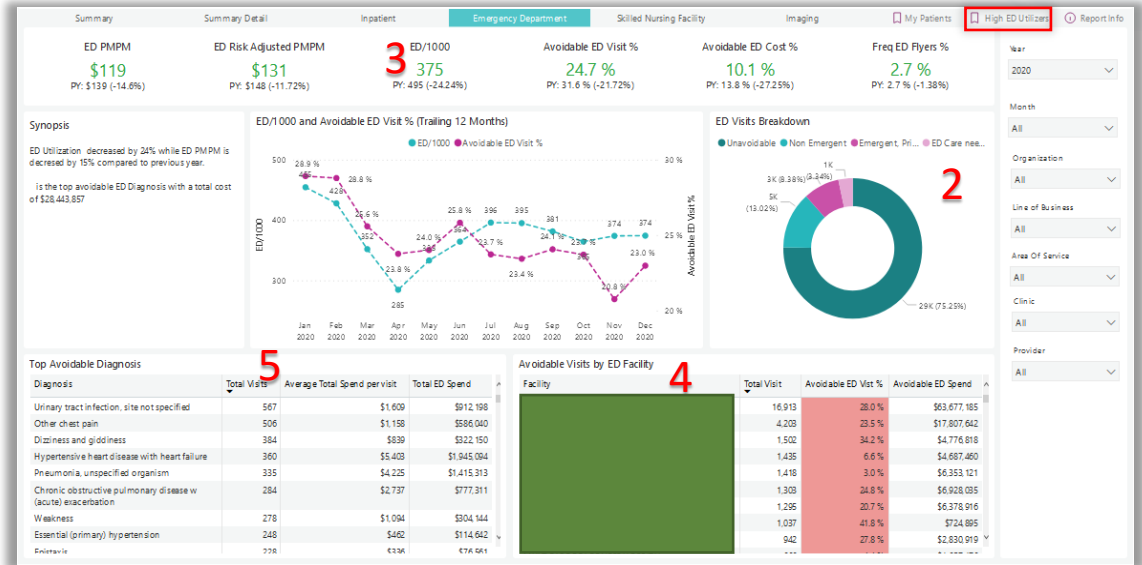 Summary
Summary Detail
Inpatient
Emergency Department
Skilled Nursing Facility
Imaging
My Patients
High ED Utilizers
Report Info
ED PMPM
$119
PY: $139 (-14.6%)
ED Risk Adjusted PMPM
$131
PY: $148 (-11.72%)
3
ED/1000
375
PY: 495 (-24.24%)
Avoidable ED Visit %
24.7 %
PY: 31.6 % (-21.72%)
Avoidable ED Cost %
10.1 %
PY: 13.8 % (-27.25%)
Freq ED Flyers %
2.7 %
PY: 2.7 % (-1.38%)
Year
2020
Month
All
Organization
All
Line of Business
All
Area Of Service
All
Clinic
All
Provider
All
Synopsis
ED Utilization decreased by 24% while ED PMPM is
decresed by 15% compared to previous year.
is the top avoidable ED Diagnosis with a total cost
of $28,443,857
ED/1000 and Avoidable ED Visit % (Trailing 12 Months)
ED/1000 Avoidable ED Visit %
500
400
300
ED/1000
30 %
25 %
20 %
Avoidable ED Visit %
28.9 %
428
28.8 %
25.6 %
352
23.8 %
285
24.0 %
25.8 %
396
23.7 %
395
23.4 %
381
24.1 %
374
20.8 %
374
23.0 %
Jan 2020
Feb 2020
Mar 2020
Apr 2020
May 2020
Jun 2020
Jul 2020
Aug 2020
Sep 2020
Oct 2020
Nov 2020
Dec 2020
ED Visits Breakdown
Unavoidable Non Emergent Emergent, Pri... ED Care nee...
2
1K
(3.34%)
3K (8.38%)
5K
(13.02%)
29K (75.25%)
Top Avoidable Diagnosis
5
Diagnosis Total Visits Average Total Spend per visit Total ED Spend
Urinary tract infection, site not specified 567 $1,609 $912,198
Other chest pain 506 $1,158 $586,040
Dizziness and giddiness 384 $839 $322,150
Hypertensive heart disease with heart failure 360 $5,403 $1,945,094
Pneumonia, unspecified organism 335 $4,225 $1,415,313
Chronic obstructive pulmonary disease w
(acute) exacerbation 284 $2,737 $777,311
Weakness 278 $1,094 $304,144
Essential (primary) hypertension 248 $462 $114,642
Epistaxis 228 $336 $76,561
Avoidable Visits by ED Facility
4
Facility Total Visit Avoidable ED Vist % Avoidable ED Spend
16,913 28.0 % $63,677,185
4,203 23.5 % $17,807,642
1,502 34.2 % $4,776,818
1,435 6.6 % $4,687,460
1,418 3.0 % $6,353,121
1,303 24.8 % $6,928,035
1,295 20.7 % $6,378,916
1,037 41.8 % $724,895
942 27.8 % $2,830,919